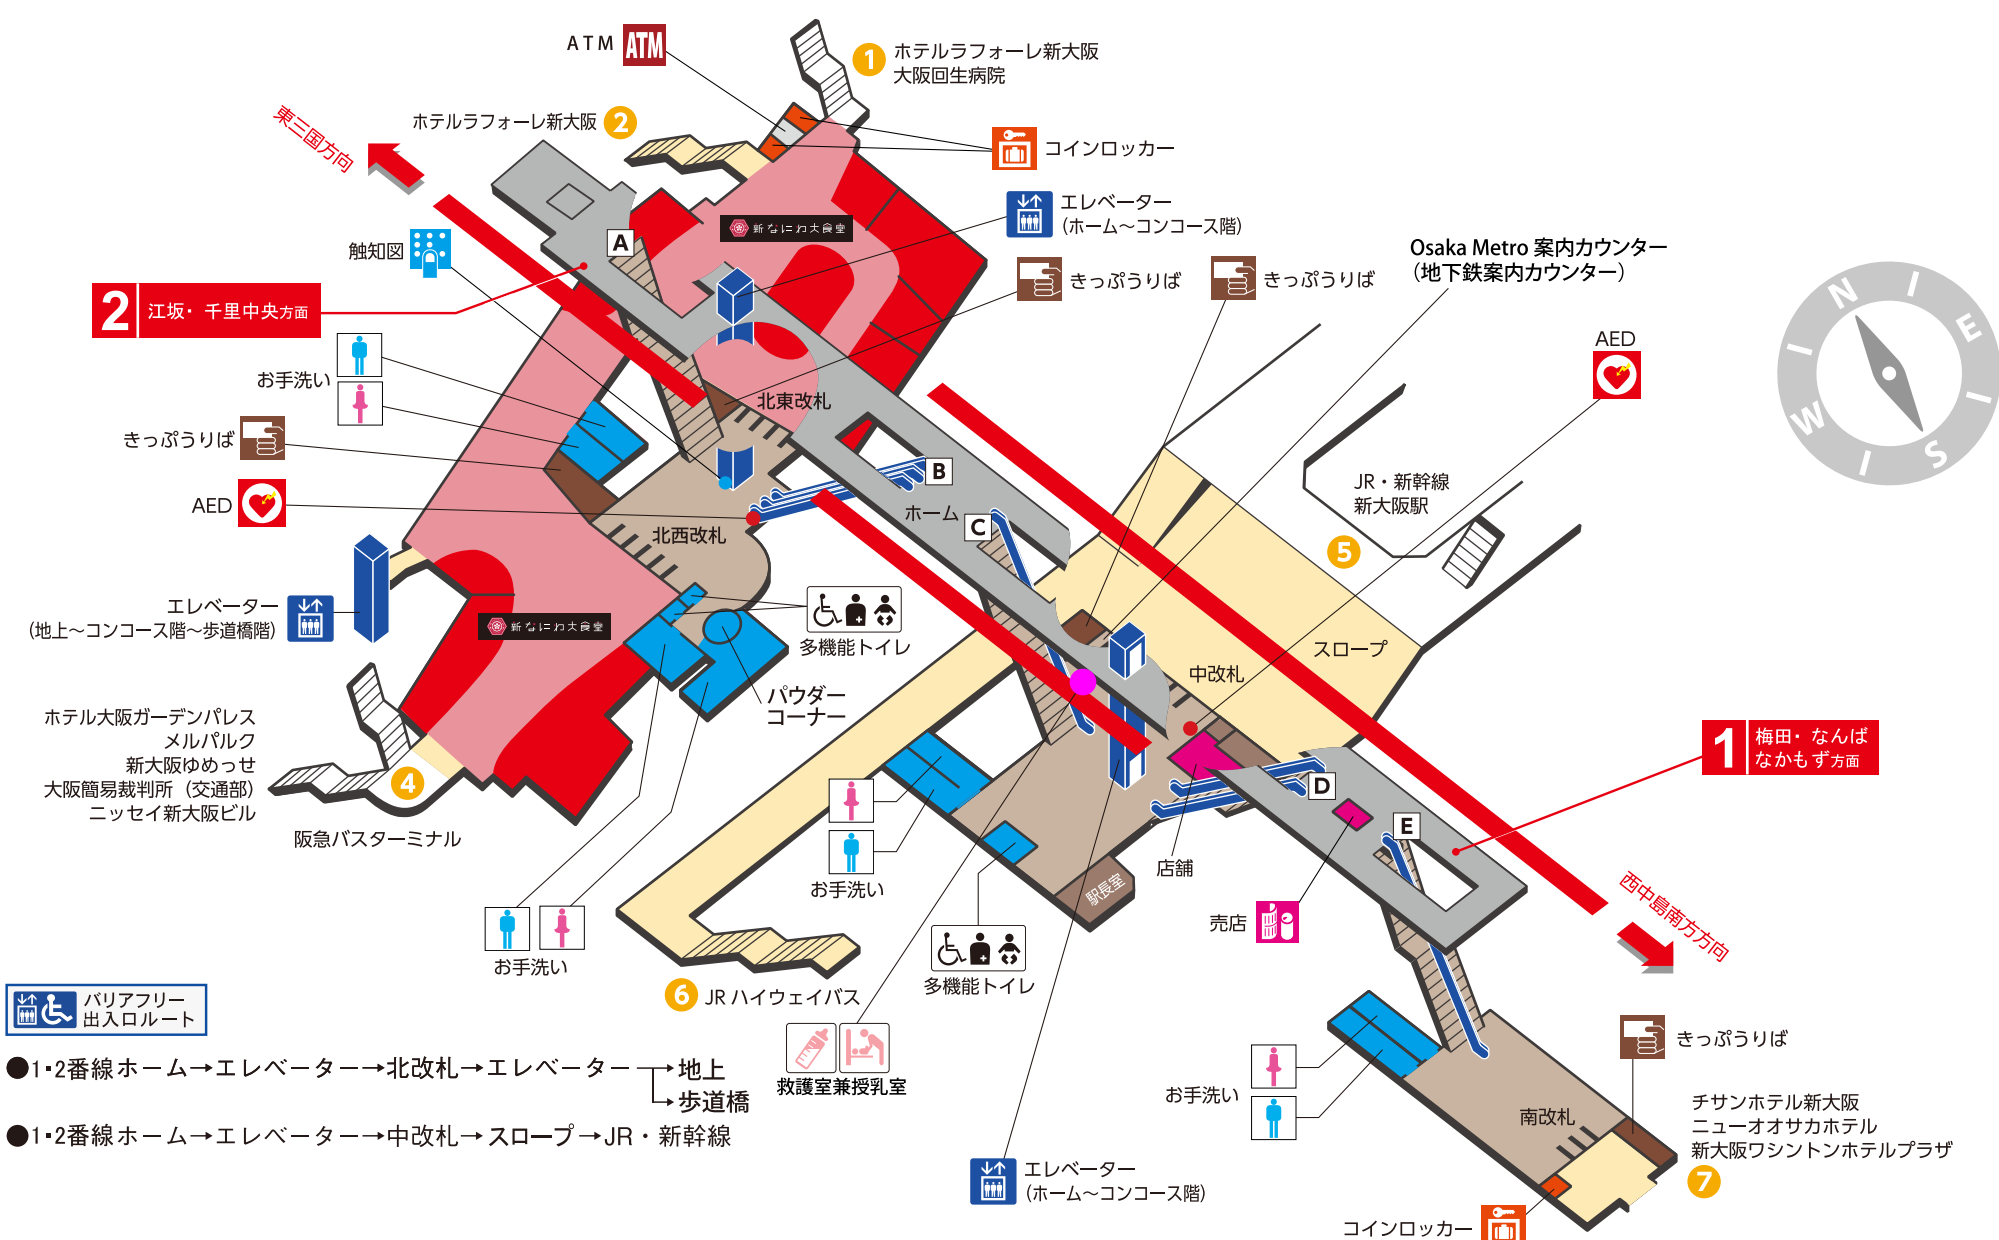 ATM ATM
1 ホテルラフォーレ新大阪
大阪回生病院
ホテルラフォーレ新大阪 2
東三国方向
コインロッカー
エレベーター
(ホーム～コンコース階)
新なにわ大食堂
A
触知図
きっぷうりば
きっぷうりば
Osaka Metro 案内カウンター
(地下鉄案内カウンター)
N
I
E
I
S
I
W
I
2 江坂・千里中央方面
お手洗い
AED
北東改札
きっぷうりば
B
JR・新幹線
新大阪駅
AED
ホーム
C
北西改札
5
エレベーター
(地上～コンコース階～歩道橋階)
新なにわ大食堂
多機能トイレ
スロープ
中改札
パウダー
コーナー
ホテル大阪ガーデンパレス
メルパルク
新大阪ゆめっせ
大阪簡易裁判所（交通部）
ニッセイ新大阪ビル
4
阪急バスターミナル
1 梅田・なんば
なかもず方面
D
E
お手洗い
店舗
駅長室
売店
西中島南方方向
お手洗い
多機能トイレ
6 JRハイウェイバス
バリアフリー
出入口ルート
●1・2番線ホーム→エレベーター→北改札→エレベーター→地上
→歩道橋
●1・2番線ホーム→エレベーター→中改札→スロープ→JR・新幹線
救護室兼授乳室
エレベーター
(ホーム～コンコース階)
お手洗い
きっぷうりば
南改札
チサンホテル新大阪
ニューオオサカホテル
新大阪ワシントンホテルプラザ
7
コインロッカー